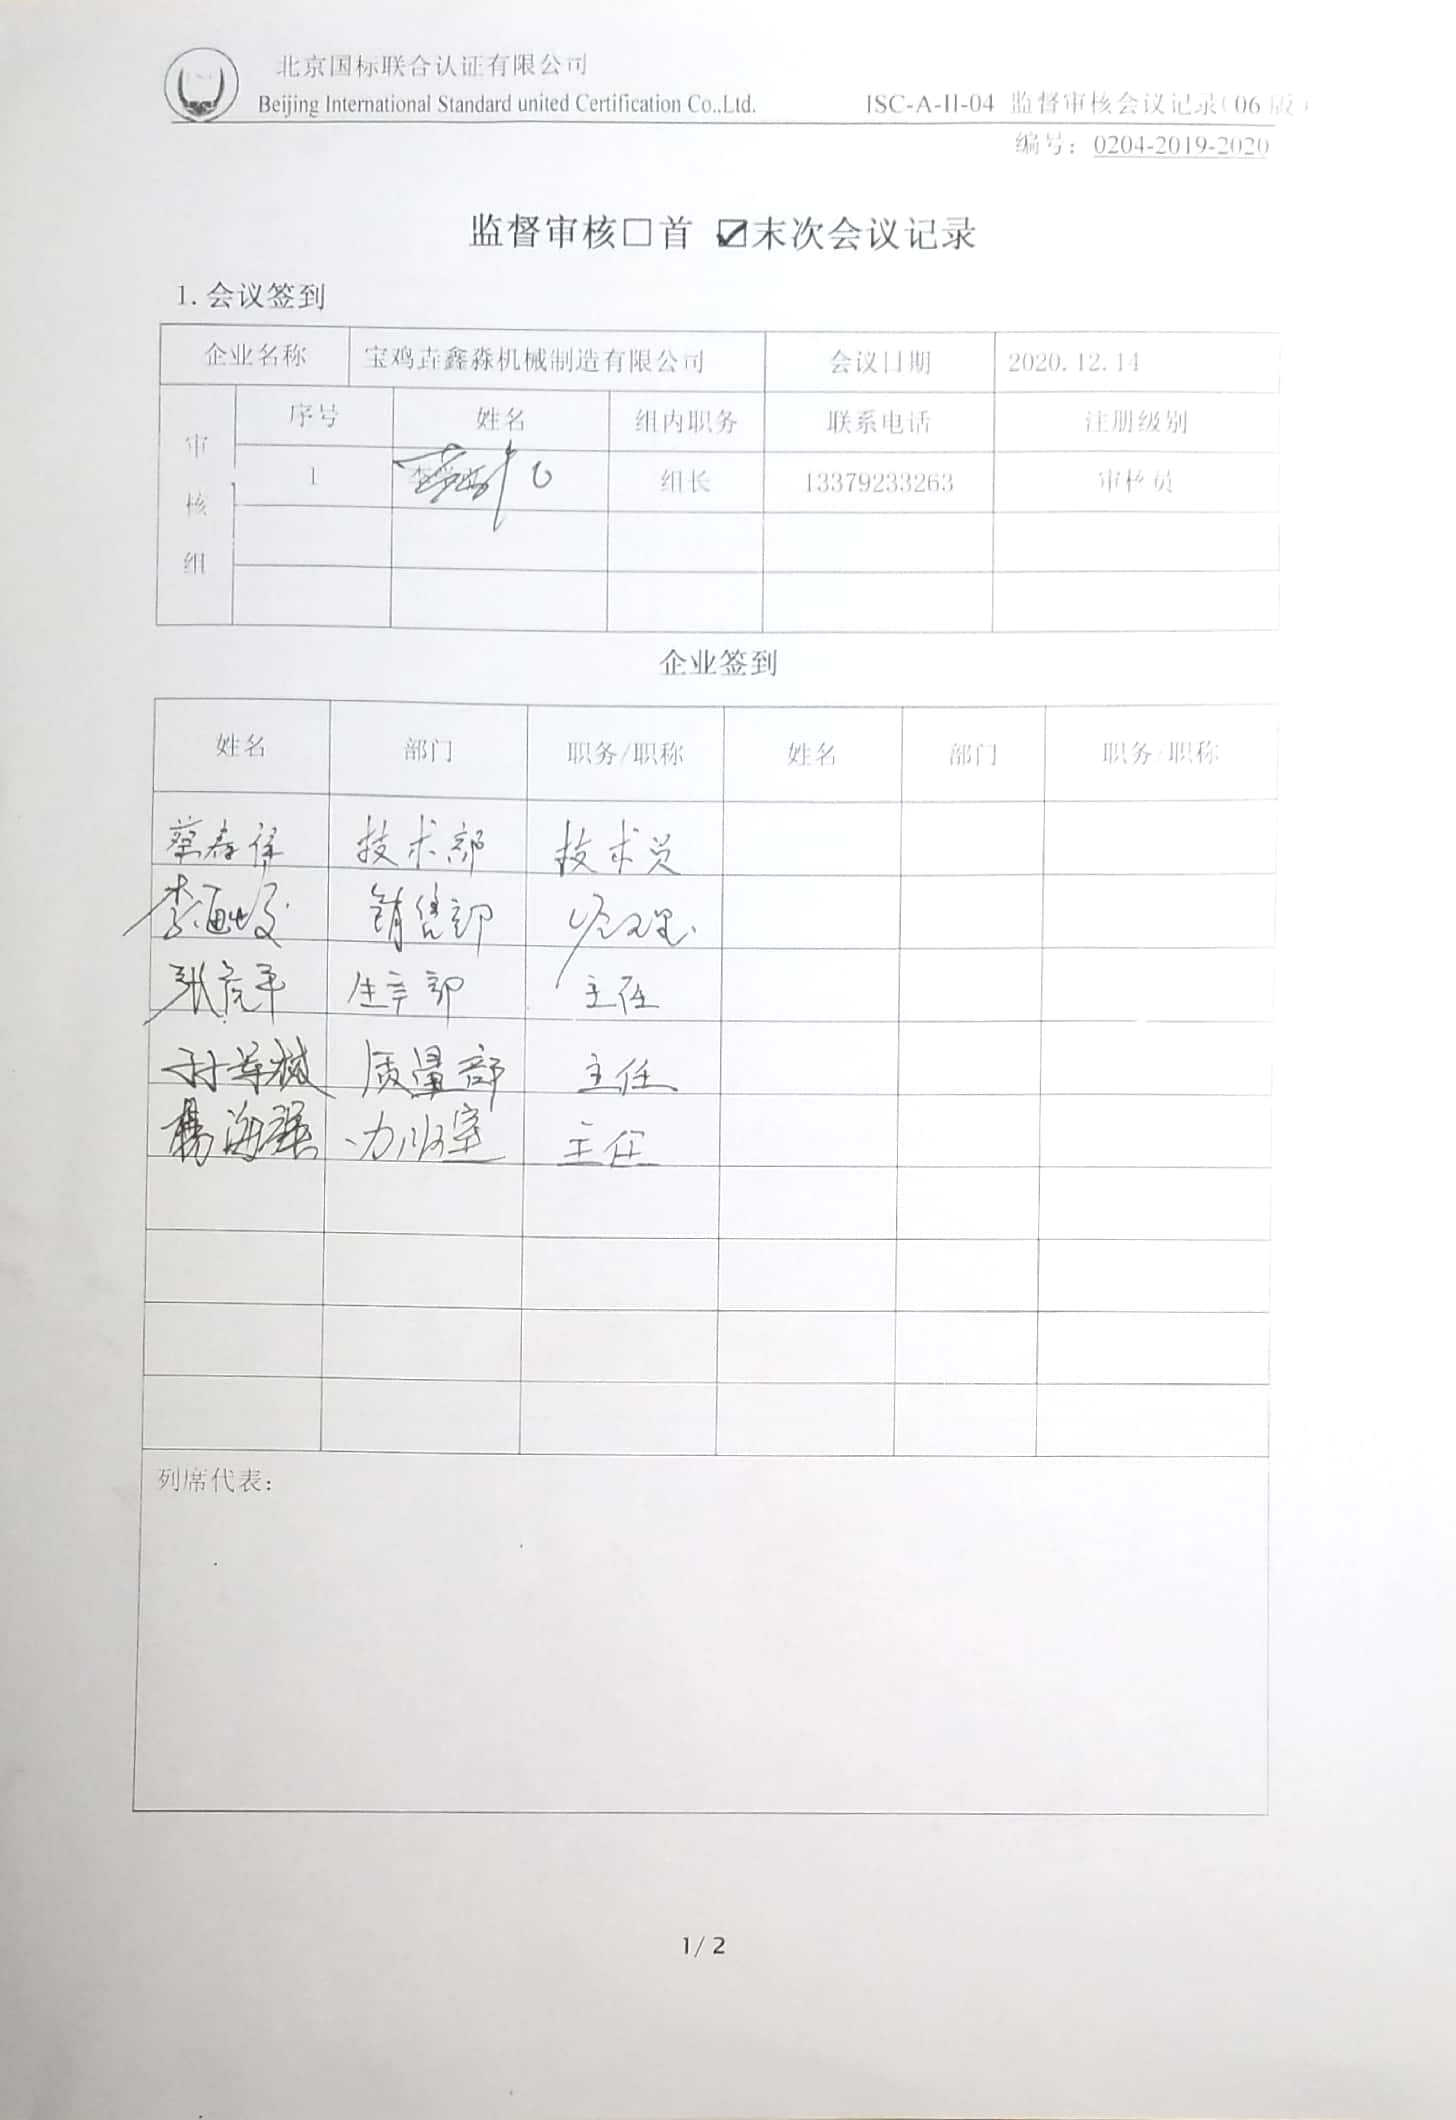 北京国标联合认证有限公司
Beijing International Standard united Certification Co.,Ltd.
ISC-A-II-04 监督审核会议记录(06版)
编号：0204-2019-2020
监督审核□首 ☑末次会议记录
1.会议签到
企业名称 宝鸡垚鑫淼机械制造有限公司 会议日期 2020.12.14
审核组 序号 姓名 组内职务 联系电话 注册级别
1 组长 13379233263 审核员
企业签到
姓名 部门 职务/职称 姓名 部门 职务/职称
技术部 技术员
销售部 经理
张亮平 生产部 主任
质量部 主任
杨海强 办公室 主任
列席代表：
1/ 2